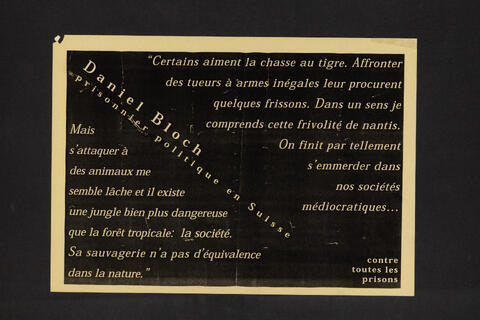 "Certains aiment la chasse au tigre. Affronter
des tueurs à armes inégales leur procurent
quelques frissons. Dans un sens je
comprends cette frivolité de nantis.
On finit par tellement
s'emmerder dans
nos sociétés
médiocratiques...
Daniel Bloch
prisonnier politique en Suisse
Mais
s'attaquer à
des animaux me
semble lâche et il existe
une jungle bien plus dangereuse
que la forêt tropicale: la société.
Sa sauvagerie n'a pas d'équivalence
dans la nature."
contre
toutes les
prisons